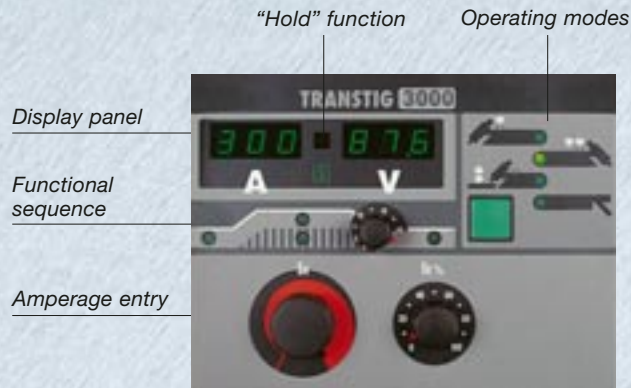 “Hold” function
Operating modes
TRANSTIG 3000
Display panel
300 87.6
A V
Functional sequence
Amperage entry